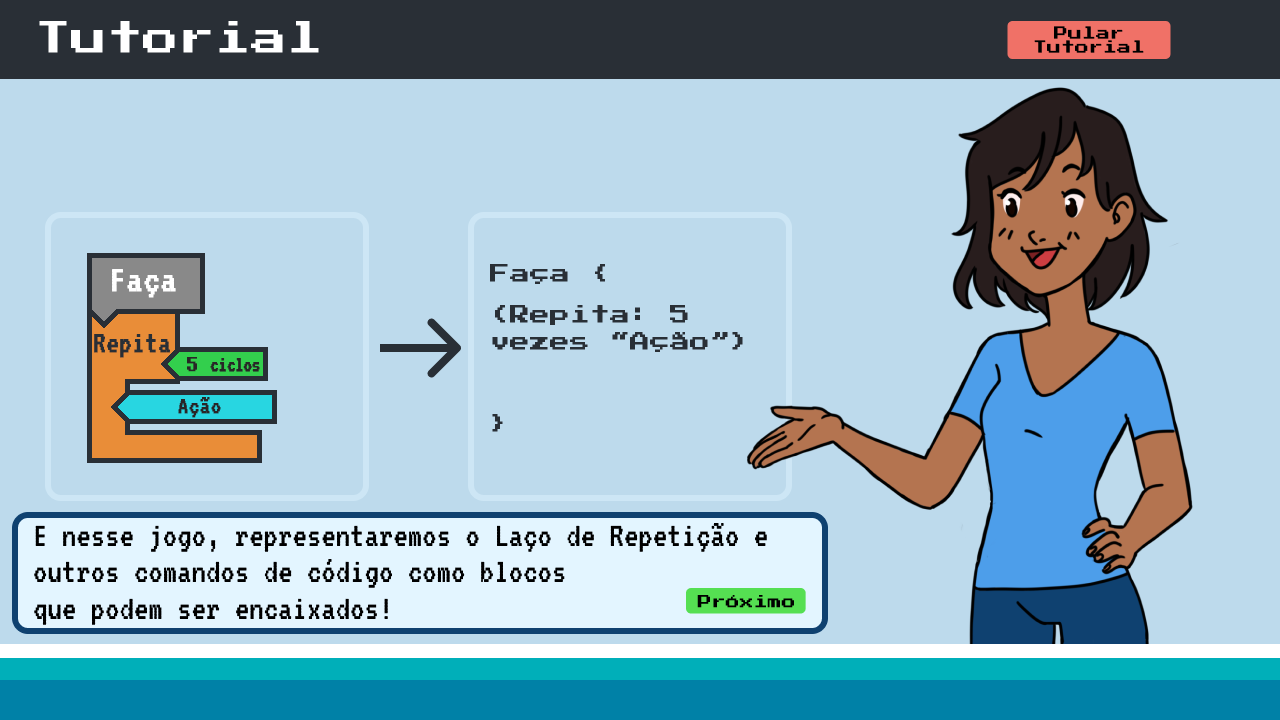 Tutorial
Pular
Tutorial
Faça
Repita
5 ciclos
Ação
Faça {
(Repita: 5
vezes “Ação”)
}
E nesse jogo, representaremos o Laço de Repetição e
outros comandos de código como blocos
que podem ser encaixados!
Próximo